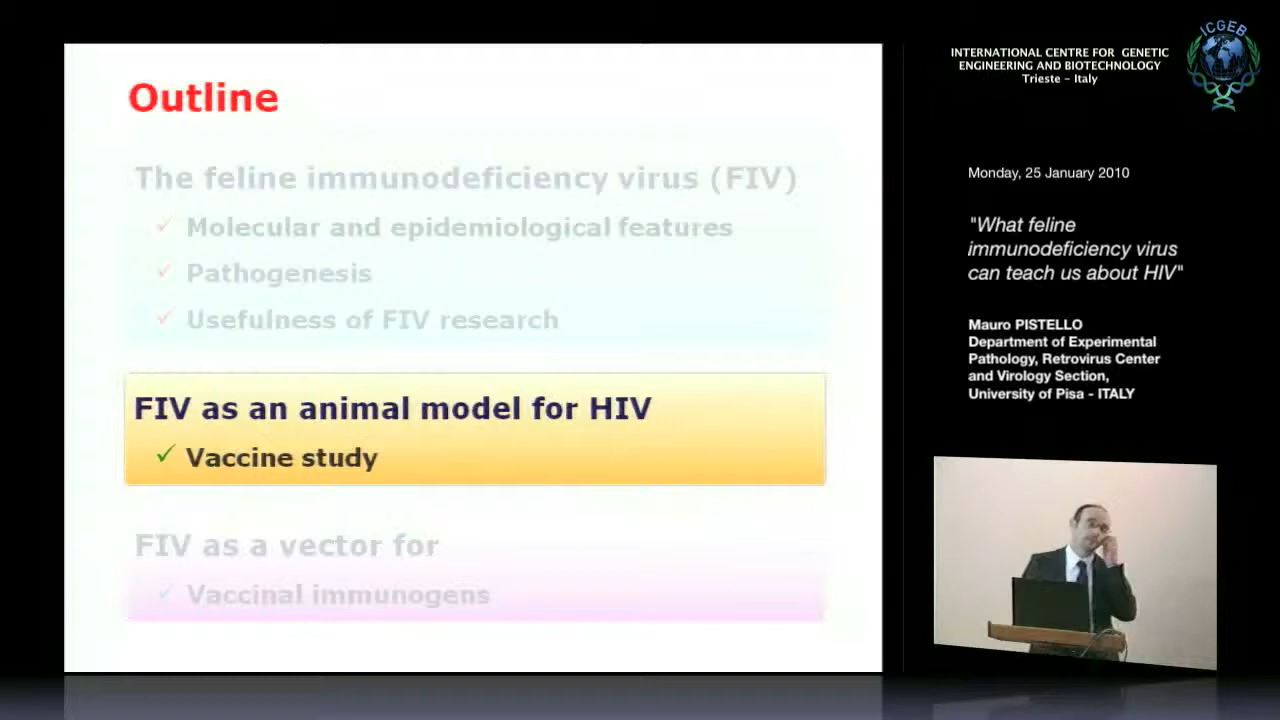 Outline
The feline immunodeficiency virus (FIV)
Molecular and epidemiological features
Pathogenesis
Usefulness of FIV research
FIV as an animal model for HIV
Vaccine study
FIV as a vector for
Vaccinal immunogens
ICGEB
INTERNATIONAL CENTRE FOR GENETIC
ENGINEERING AND BIOTECHNOLOGY
Trieste - Italy
Monday, 25 January 2010
"What feline
immunodeficiency virus
can teach us about HIV"
Mauro PISTELLO
Department of Experimental
Pathology, Retrovirus Center
and Virology Section,
University of Pisa - ITALY